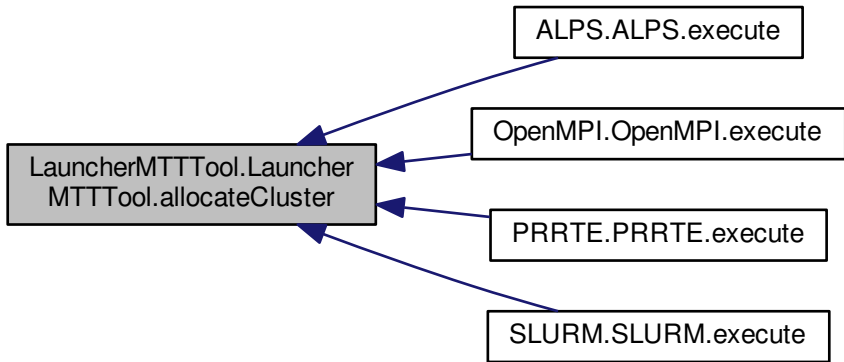 ALPS.ALPS.execute
OpenMPI.OpenMPI.execute
LauncherMTTTool.Launcher
MTTTool.allocateCluster
PRRTE.PRRTE.execute
SLURM.SLURM.execute